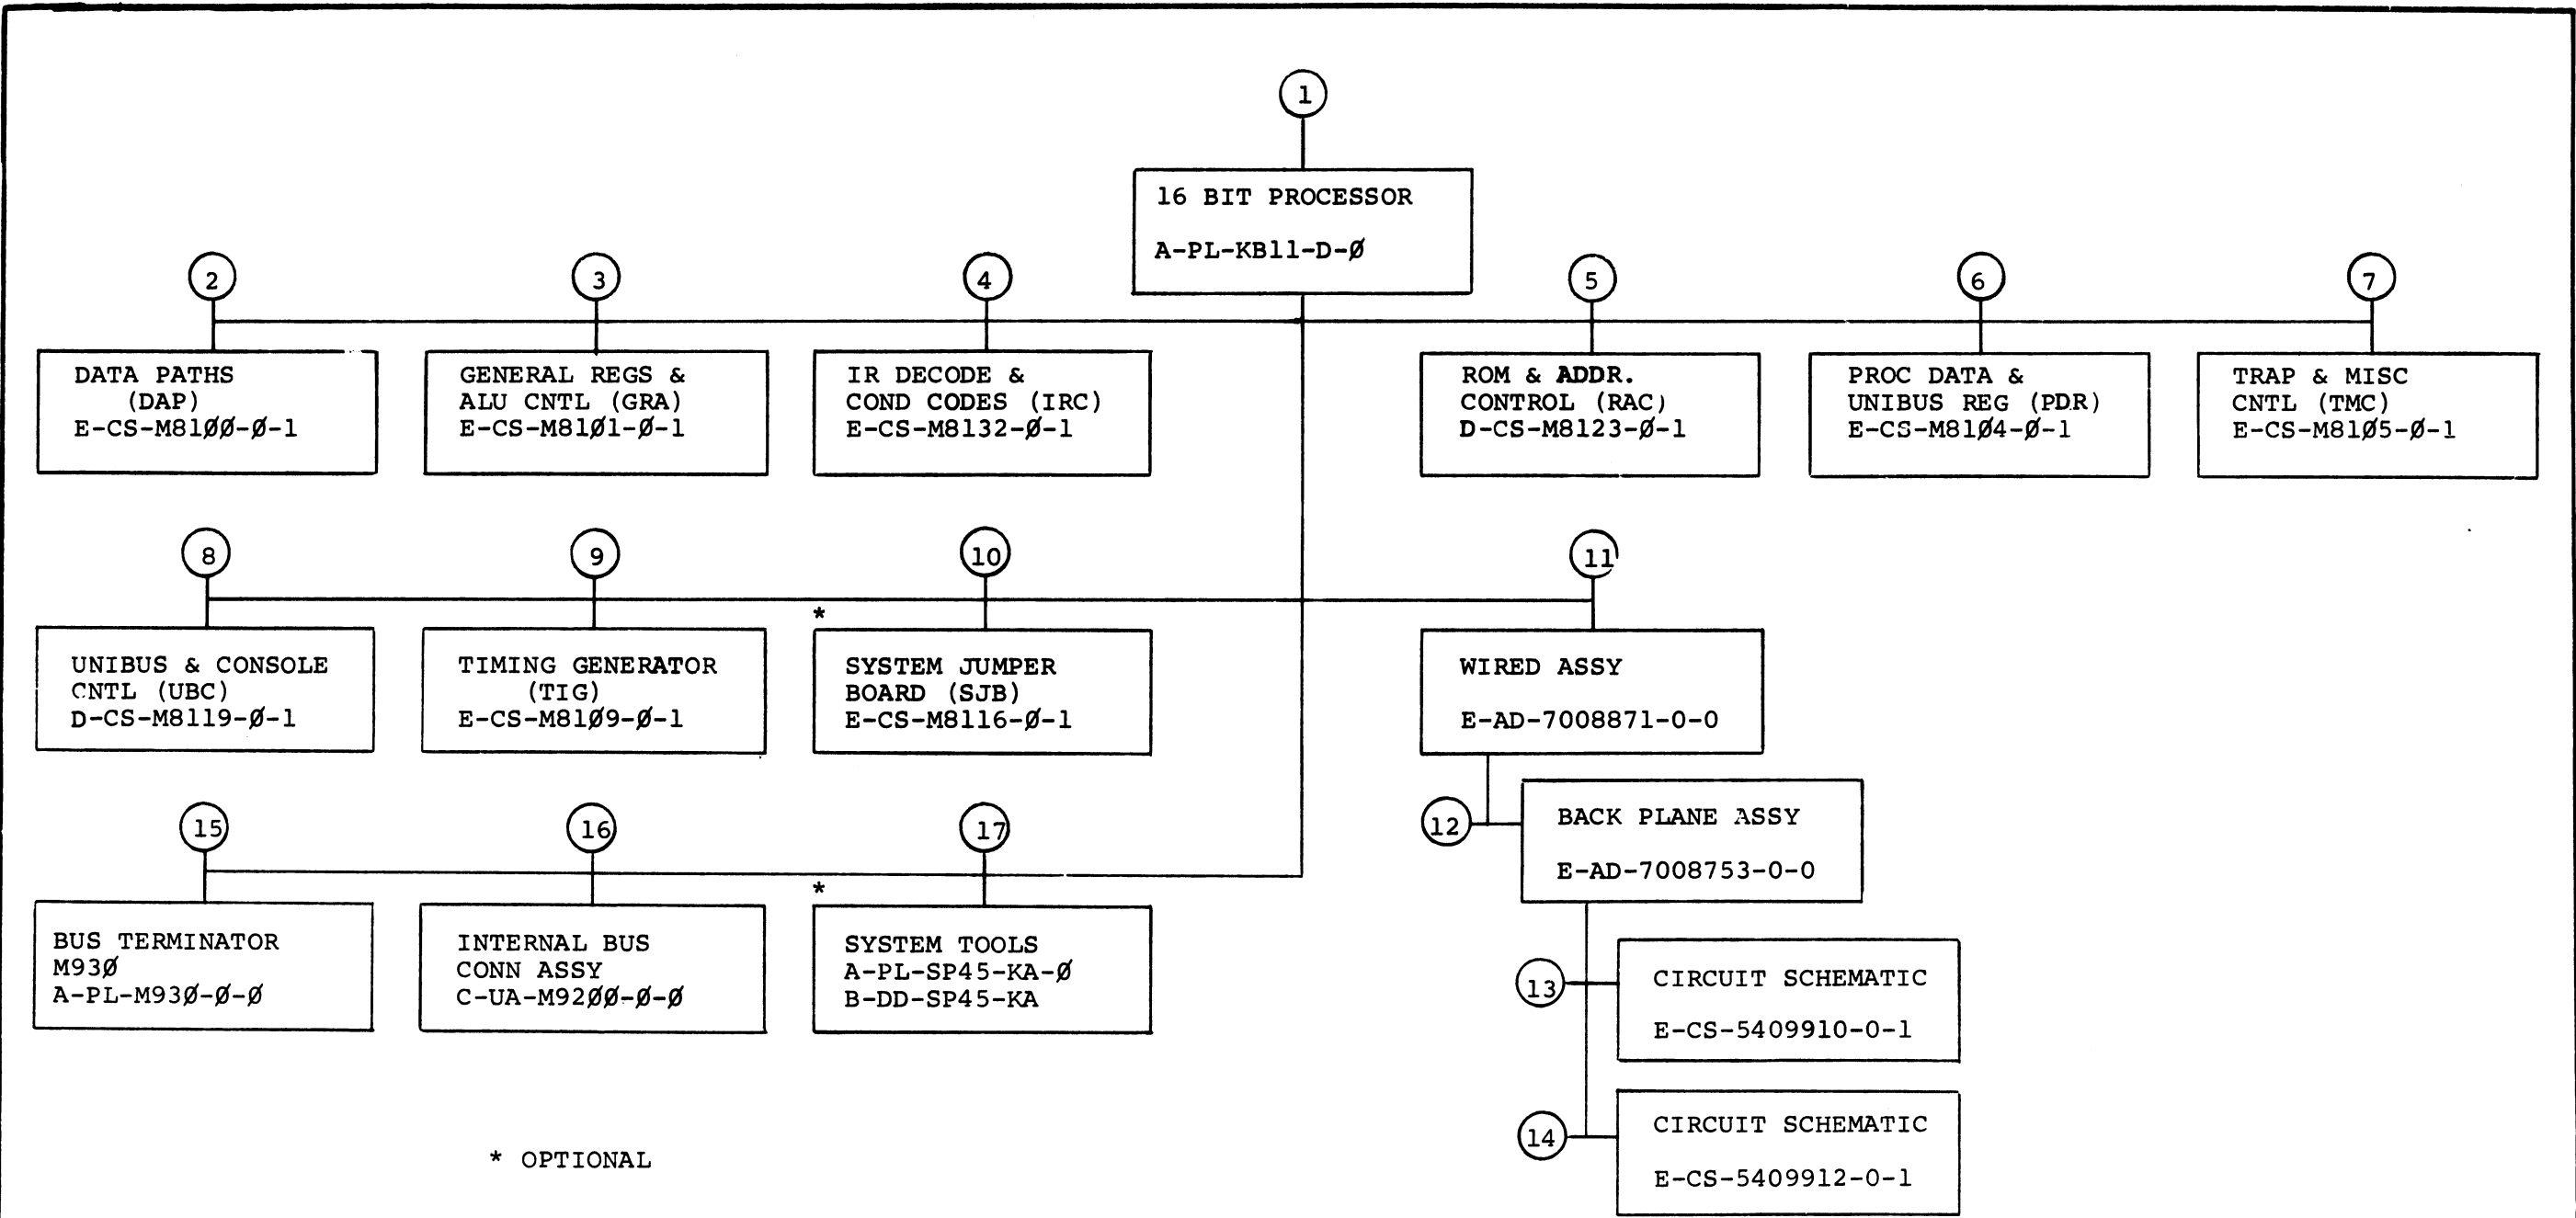 1
16 BIT PROCESSOR
A-PL-KB11-D-Ø
2
DATA PATHS
(DAP)
E-CS-M81ØØ-Ø-1
3
GENERAL REGS &
ALU CNTL (GRA)
E-CS-M81Ø1-Ø-1
4
IR DECODE &
COND CODES (IRC)
E-CS-M8132-Ø-1
5
ROM & ADDR.
CONTROL (RAC)
D-CS-M8123-Ø-1
6
PROC DATA &
UNIBUS REG (PDR)
E-CS-M81Ø4-Ø-1
7
TRAP & MISC
CNTL (TMC)
E-CS-M81Ø5-Ø-1
8
UNIBUS & CONSOLE
CNTL (UBC)
D-CS-M8119-Ø-1
9
TIMING GENERATOR
(TIG)
E-CS-M81Ø9-Ø-1
10
*
SYSTEM JUMPER
BOARD (SJB)
E-CS-M8116-Ø-1
11
WIRED ASSY
E-AD-7008871-0-0
12
BACK PLANE ASSY
E-AD-7008753-0-0
13
CIRCUIT SCHEMATIC
E-CS-5409910-0-1
14
CIRCUIT SCHEMATIC
E-CS-5409912-0-1
15
BUS TERMINATOR
M93Ø
A-PL-M93Ø-Ø-Ø
16
INTERNAL BUS
CONN ASSY
C-UA-M92ØØ-Ø-Ø
17
*
SYSTEM TOOLS
A-PL-SP45-KA-Ø
B-DD-SP45-KA
* OPTIONAL